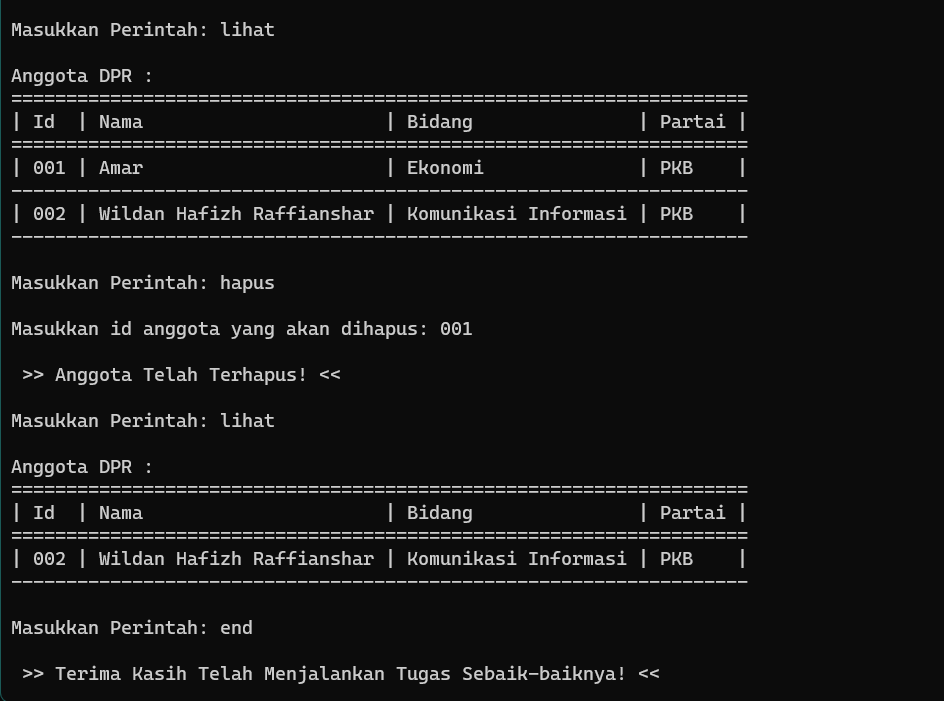 Masukkan Perintah: lihat
Anggota DPR :
===================================================================
| Id  | Nama                      | Bidang               | Partai |
===================================================================
| 001 | Amar                      | Ekonomi              | PKB    |
-------------------------------------------------------------------
| 002 | Wildan Hafizh Raffianshar | Komunikasi Informasi | PKB    |
-------------------------------------------------------------------
Masukkan Perintah: hapus
Masukkan id anggota yang akan dihapus: 001
 >> Anggota Telah Terhapus! <<
Masukkan Perintah: lihat
Anggota DPR :
===================================================================
| Id  | Nama                      | Bidang               | Partai |
===================================================================
| 002 | Wildan Hafizh Raffianshar | Komunikasi Informasi | PKB    |
-------------------------------------------------------------------
Masukkan Perintah: end
 >> Terima Kasih Telah Menjalankan Tugas Sebaik-baiknya! <<